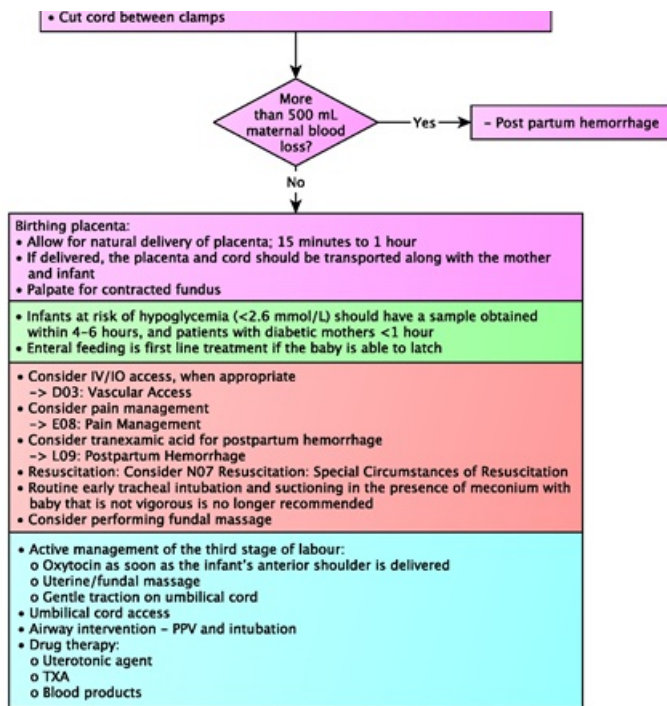 • Cut cord between clamps
More
than 500 mL
maternal blood
loss?
Yes
– Post partum hemorrhage
No
Birthing placenta:
• Allow for natural delivery of placenta; 15 minutes to 1 hour
• If delivered, the placenta and cord should be transported along with the mother
and infant
• Palpate for contracted fundus
• Infants at risk of hypoglycemia (<2.6 mmol/L) should have a sample obtained
within 4–6 hours, and patients with diabetic mothers <1 hour
• Enteral feeding is first line treatment if the baby is able to latch
• Consider IV/IO access, when appropriate
–> D03: Vascular Access
• Consider pain management
–> E08: Pain Management
• Consider tranexamic acid for postpartum hemorrhage
–> L09: Postpartum Hemorrhage
• Resuscitation: Consider N07 Resuscitation: Special Circumstances of Resuscitation
• Routine early tracheal intubation and suctioning in the presence of meconium with
baby that is not vigorous is no longer recommended
• Consider performing fundal massage
• Active management of the third stage of labour:
o Oxytocin as soon as the infant's anterior shoulder is delivered
o Uterine/fundal massage
o Gentle traction on umbilical cord
• Umbilical cord access
• Airway intervention – PPV and intubation
• Drug therapy:
o Uterotonic agent
o TXA
o Blood products